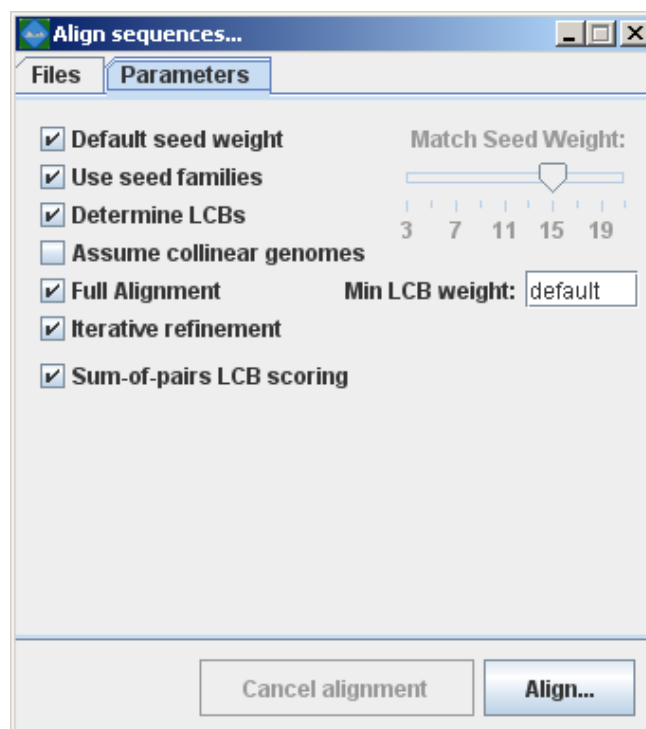 Align sequences...
Files Parameters
Default seed weight Match Seed Weight:
Use seed families
Determine LCBs
3 7 11 15 19
Assume collinear genomes
Full Alignment Min LCB weight: default
Iterative refinement
Sum-of-pairs LCB scoring
Cancel alignment Align...